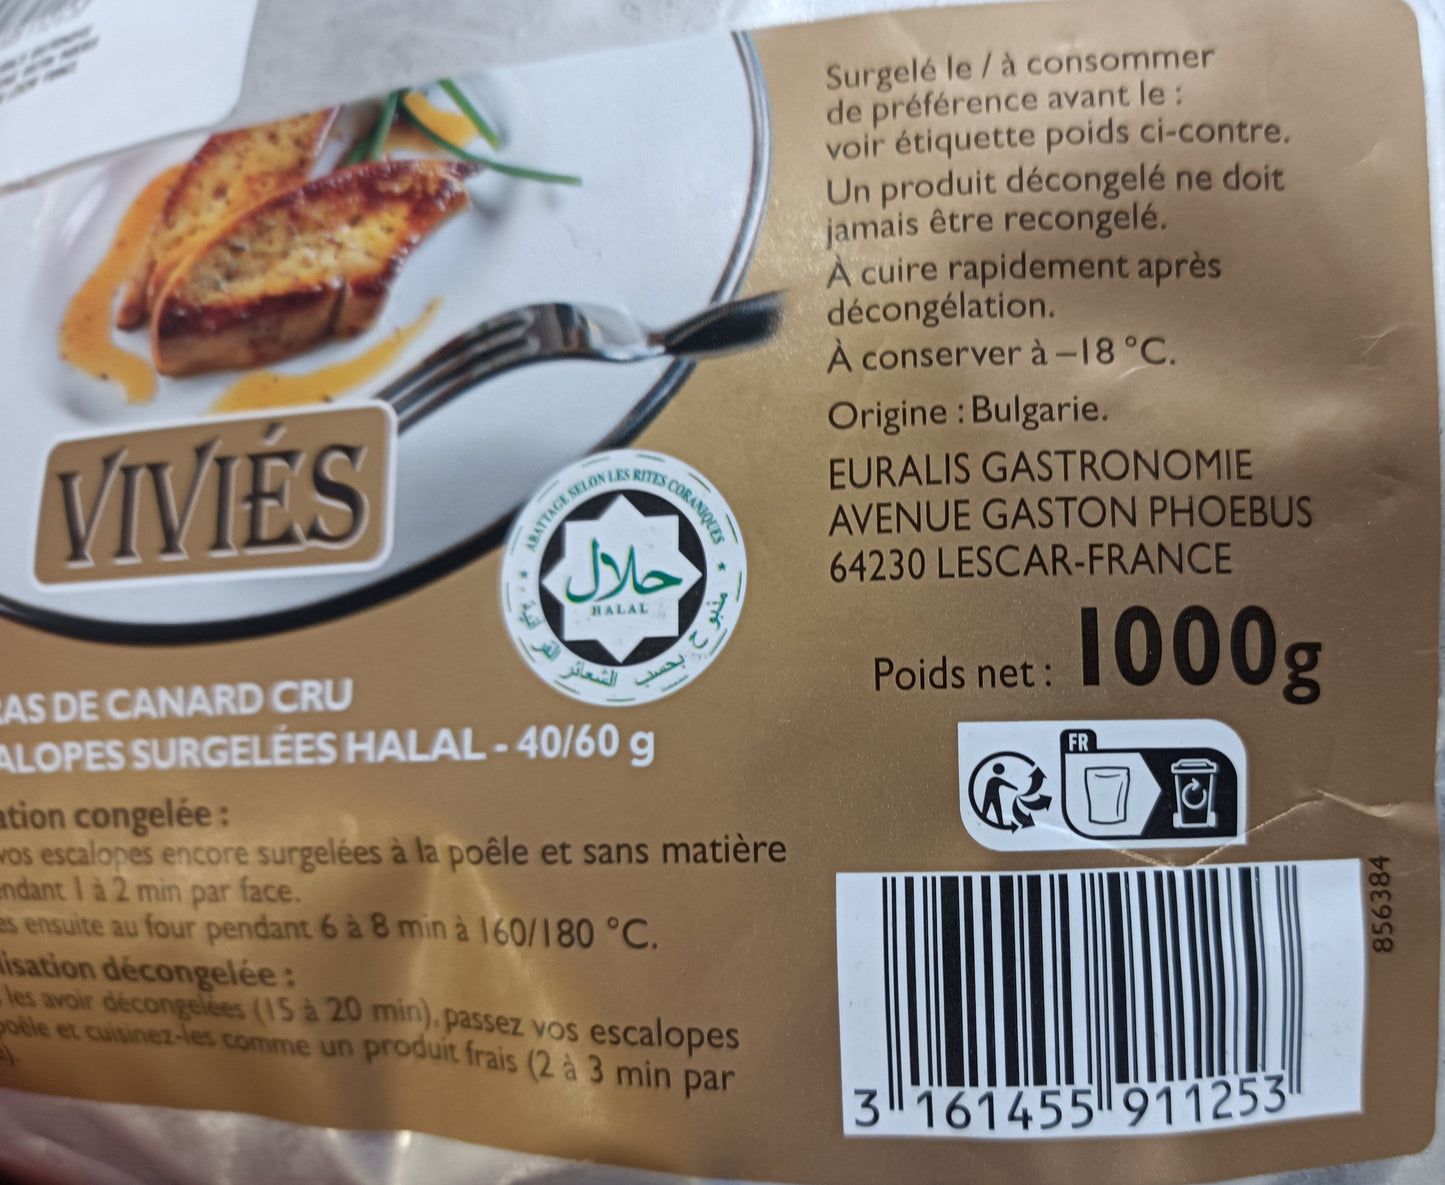 VIVIÉS
ABATTAGE SELON LES RITES CORANIQUES
حلال
HALAL
RAS DE CANARD CRU
ALOPES SURGELÉES HALAL - 40/60 g
ation congelée :
vos escalopes encore surgelées à la poêle et sans matière
endant 1 à 2 min par face.
es ensuite au four pendant 6 à 8 min à 160/180 °C.
lisation décongelée :
les avoir décongelées (15 à 20 min), passez vos escalopes
poêle et cuisinez-les comme un produit frais (2 à 3 min par
Surgelé le / à consommer
de préférence avant le :
voir étiquette poids ci-contre.
Un produit décongelé ne doit
jamais être recongelé.
À cuire rapidement après
décongélation.
À conserver à –18 °C.
Origine : Bulgarie.
EURALIS GASTRONOMIE
AVENUE GASTON PHOEBUS
64230 LESCAR-FRANCE
Poids net : 1000g
FR
856384
3 161455 911253